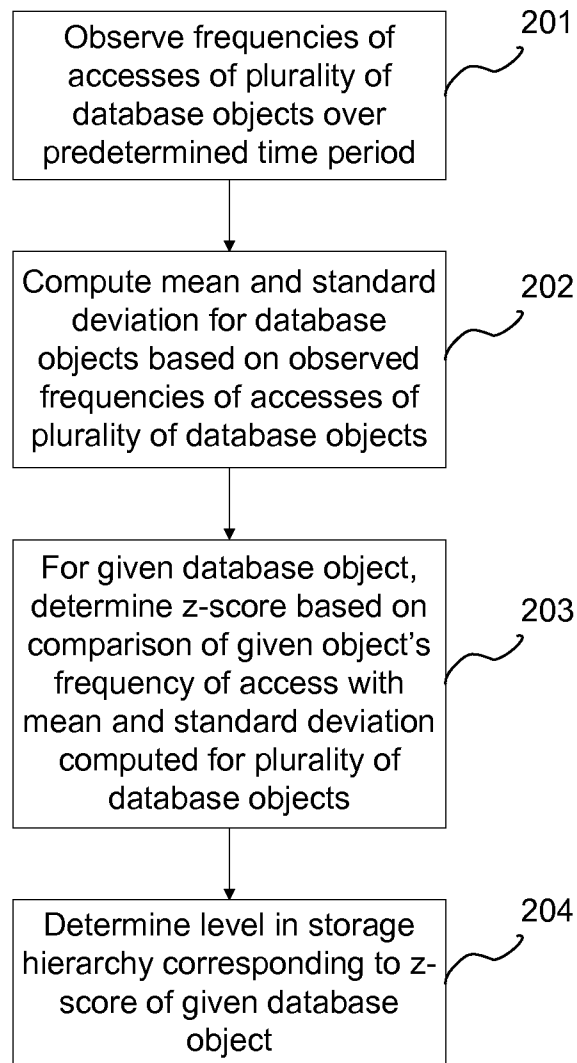 Observe frequencies of
accesses of plurality of
database objects over
predetermined time period
201
Compute mean and standard
deviation for database
objects based on observed
frequencies of accesses of
plurality of database objects
202
For given database object,
determine z-score based on
comparison of given object's
frequency of access with
mean and standard deviation
computed for plurality of
database objects
203
Determine level in storage
hierarchy corresponding to z-
score of given database
object
204